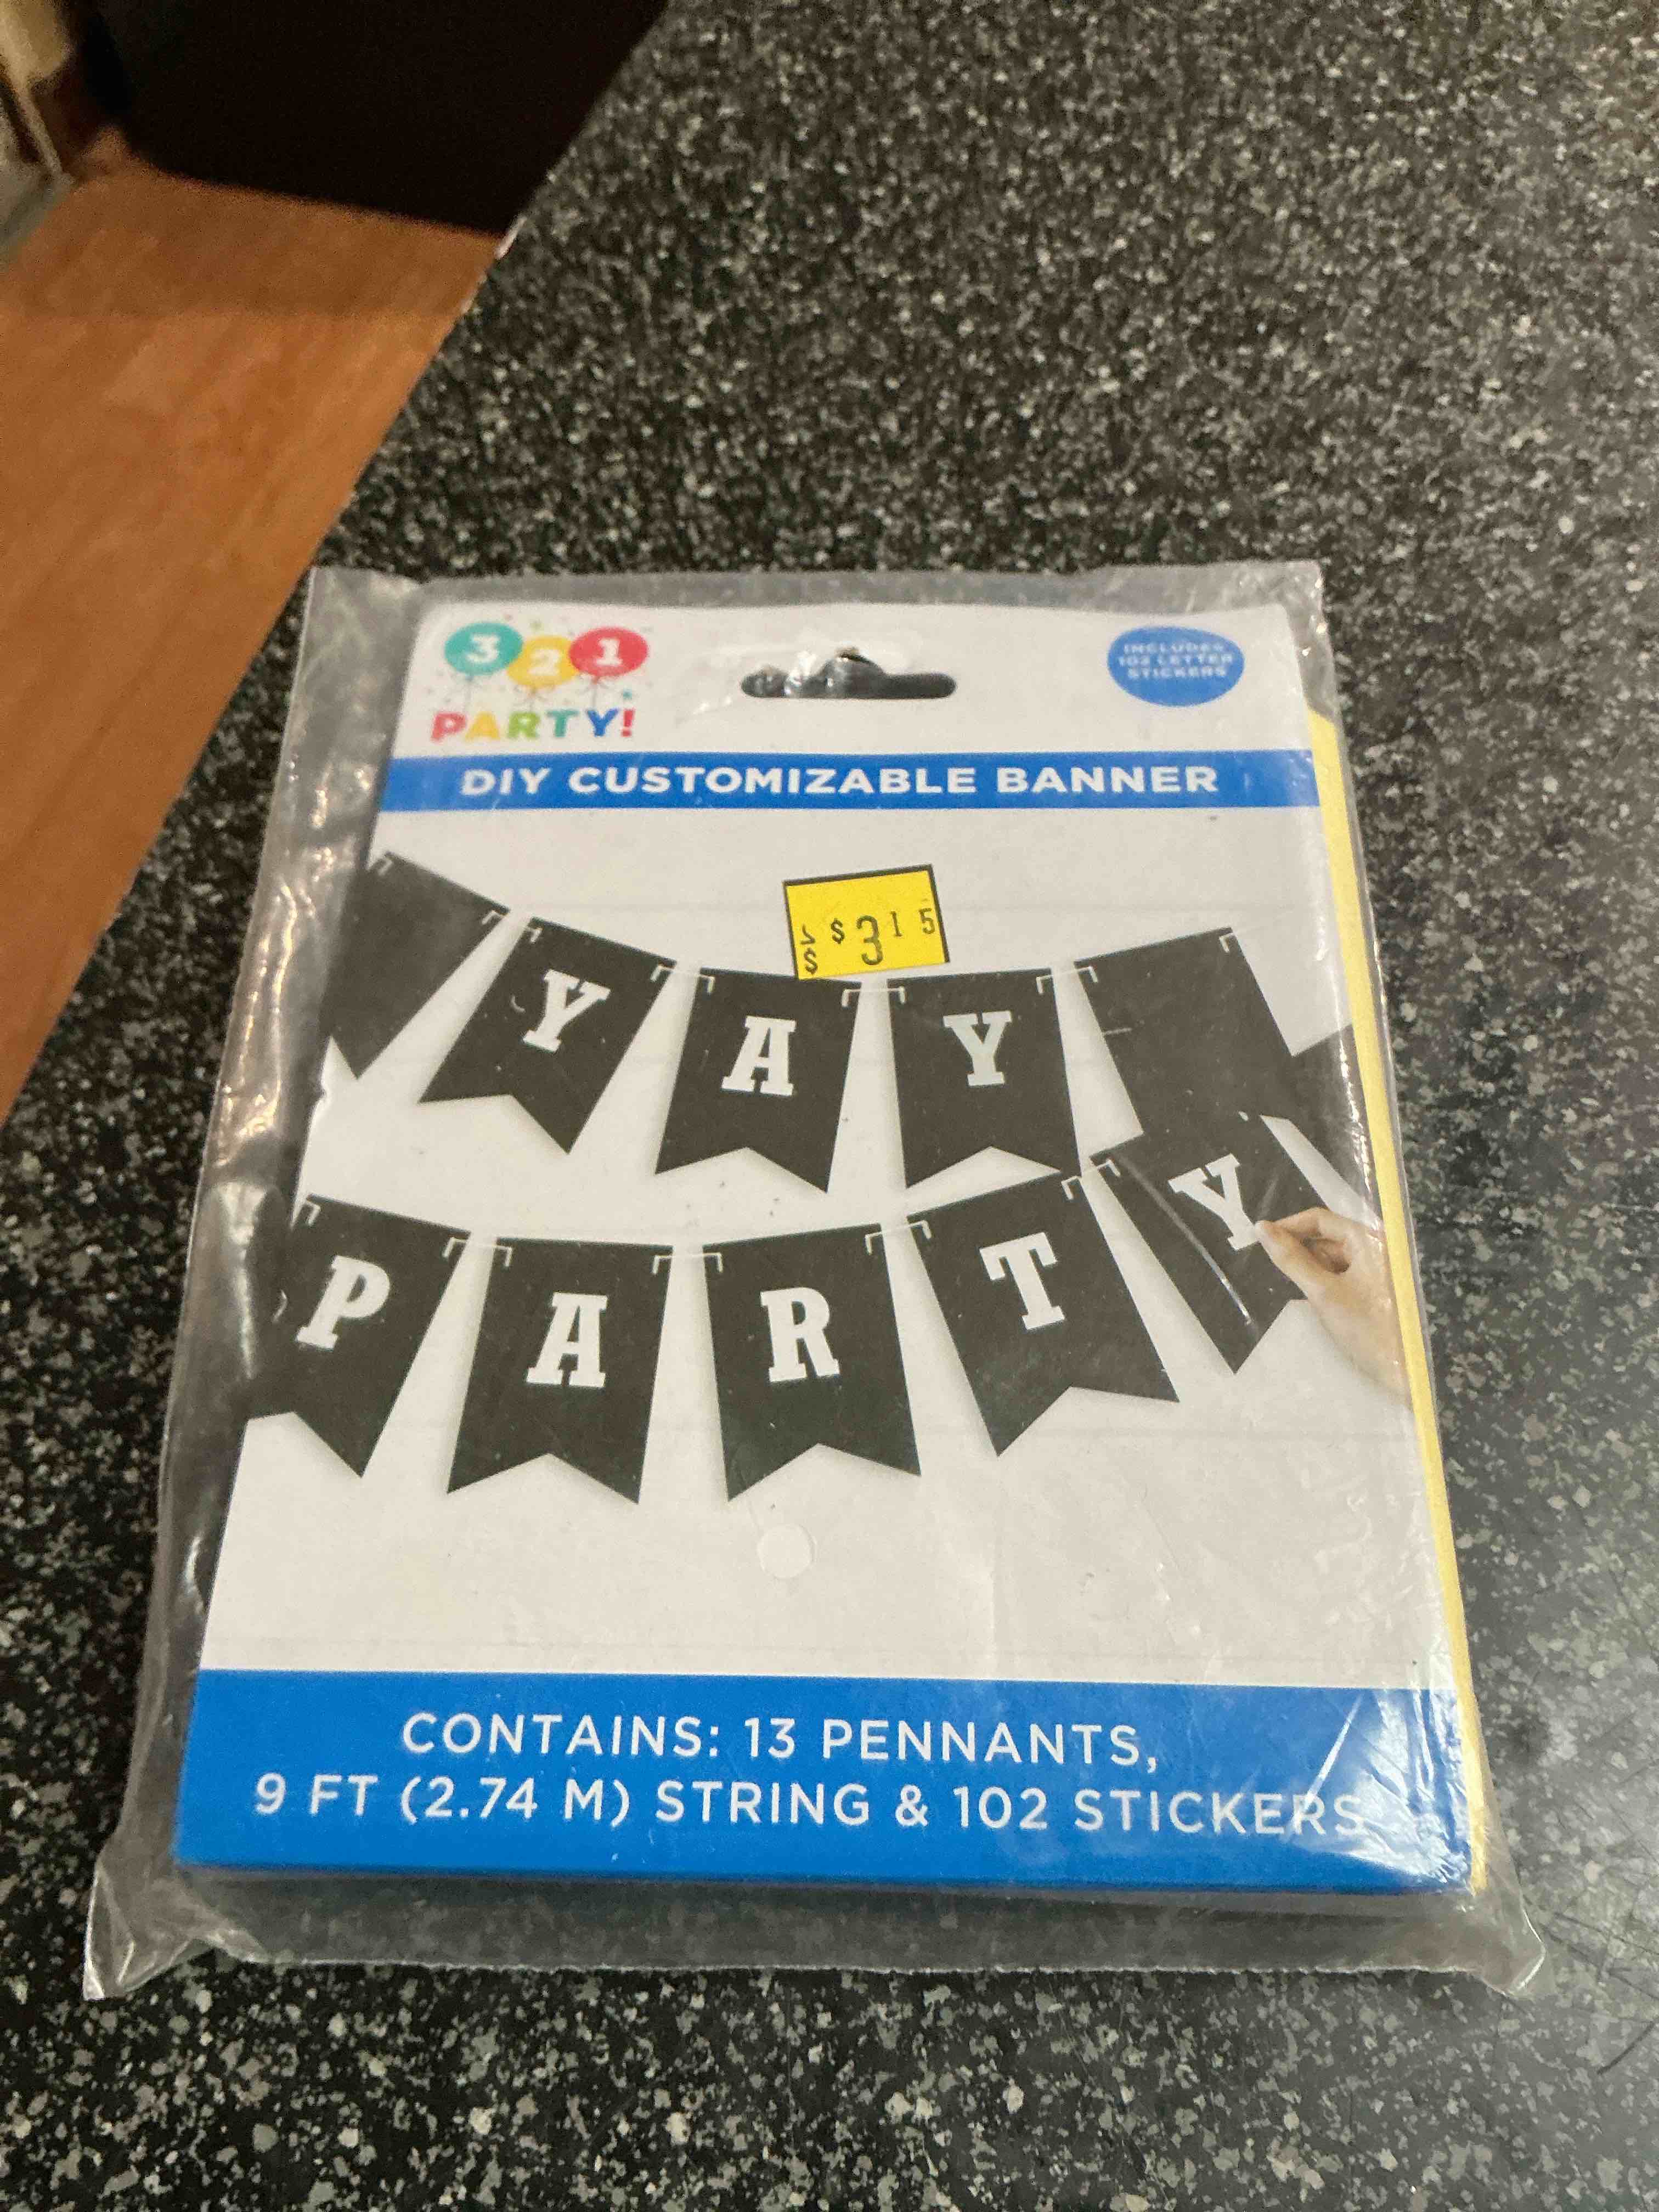 3 2 1
PARTY!
INCLUDES
102 LETTER
STICKERS
DIY CUSTOMIZABLE BANNER
$3 15
YAY
PARTY
CONTAINS: 13 PENNANTS,
9 FT (2.74 M) STRING & 102 STICKERS